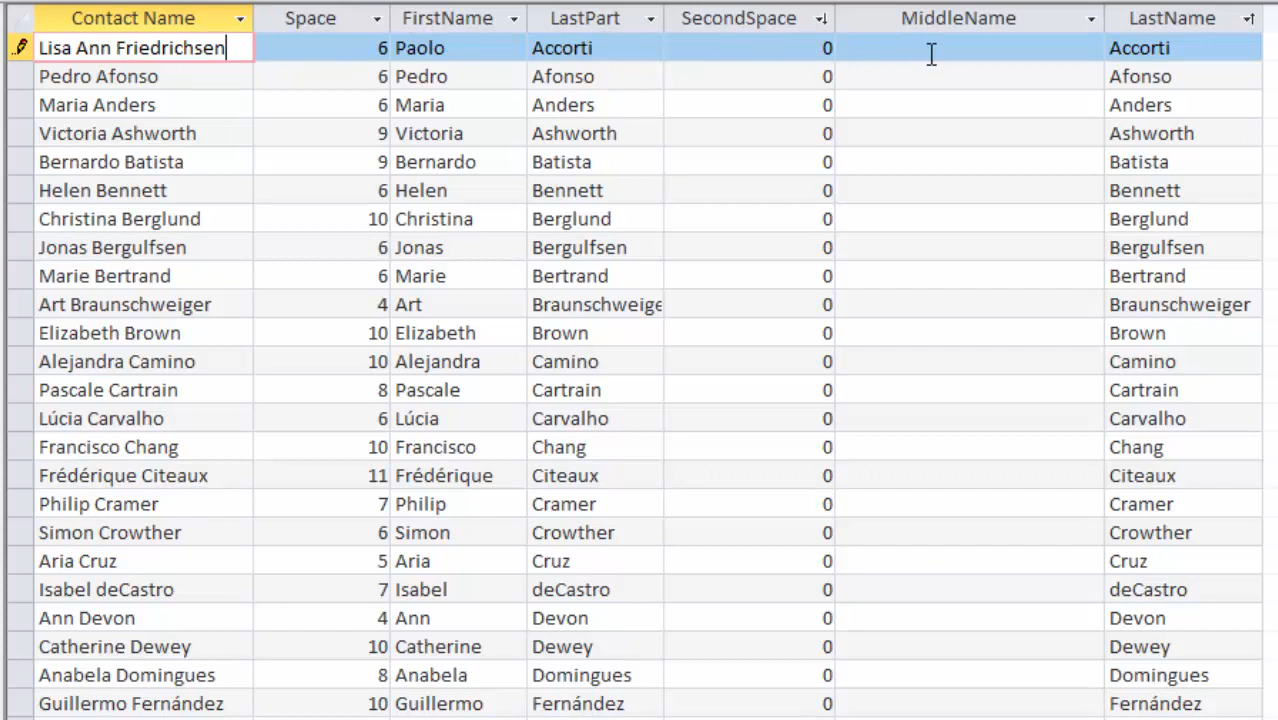 Contact Name Space FirstName LastPart SecondSpace MiddleName LastName
Lisa Ann Friedrichsen 6 Paolo Accorti 0 Accorti
Pedro Afonso 6 Pedro Afonso 0 Afonso
Maria Anders 6 Maria Anders 0 Anders
Victoria Ashworth 9 Victoria Ashworth 0 Ashworth
Bernardo Batista 9 Bernardo Batista 0 Batista
Helen Bennett 6 Helen Bennett 0 Bennett
Christina Berglund 10 Christina Berglund 0 Berglund
Jonas Bergulfsen 6 Jonas Bergulfsen 0 Bergulfsen
Marie Bertrand 6 Marie Bertrand 0 Bertrand
Art Braunschweiger 4 Art Braunschweige 0 Braunschweiger
Elizabeth Brown 10 Elizabeth Brown 0 Brown
Alejandra Camino 10 Alejandra Camino 0 Camino
Pascale Cartrain 8 Pascale Cartrain 0 Cartrain
Lúcia Carvalho 6 Lúcia Carvalho 0 Carvalho
Francisco Chang 10 Francisco Chang 0 Chang
Frédérique Citeaux 11 Frédérique Citeaux 0 Citeaux
Philip Cramer 7 Philip Cramer 0 Cramer
Simon Crowther 6 Simon Crowther 0 Crowther
Aria Cruz 5 Aria Cruz 0 Cruz
Isabel deCastro 7 Isabel deCastro 0 deCastro
Ann Devon 4 Ann Devon 0 Devon
Catherine Dewey 10 Catherine Dewey 0 Dewey
Anabela Domingues 8 Anabela Domingues 0 Domingues
Guillermo Fernández 10 Guillermo Fernández 0 Fernández